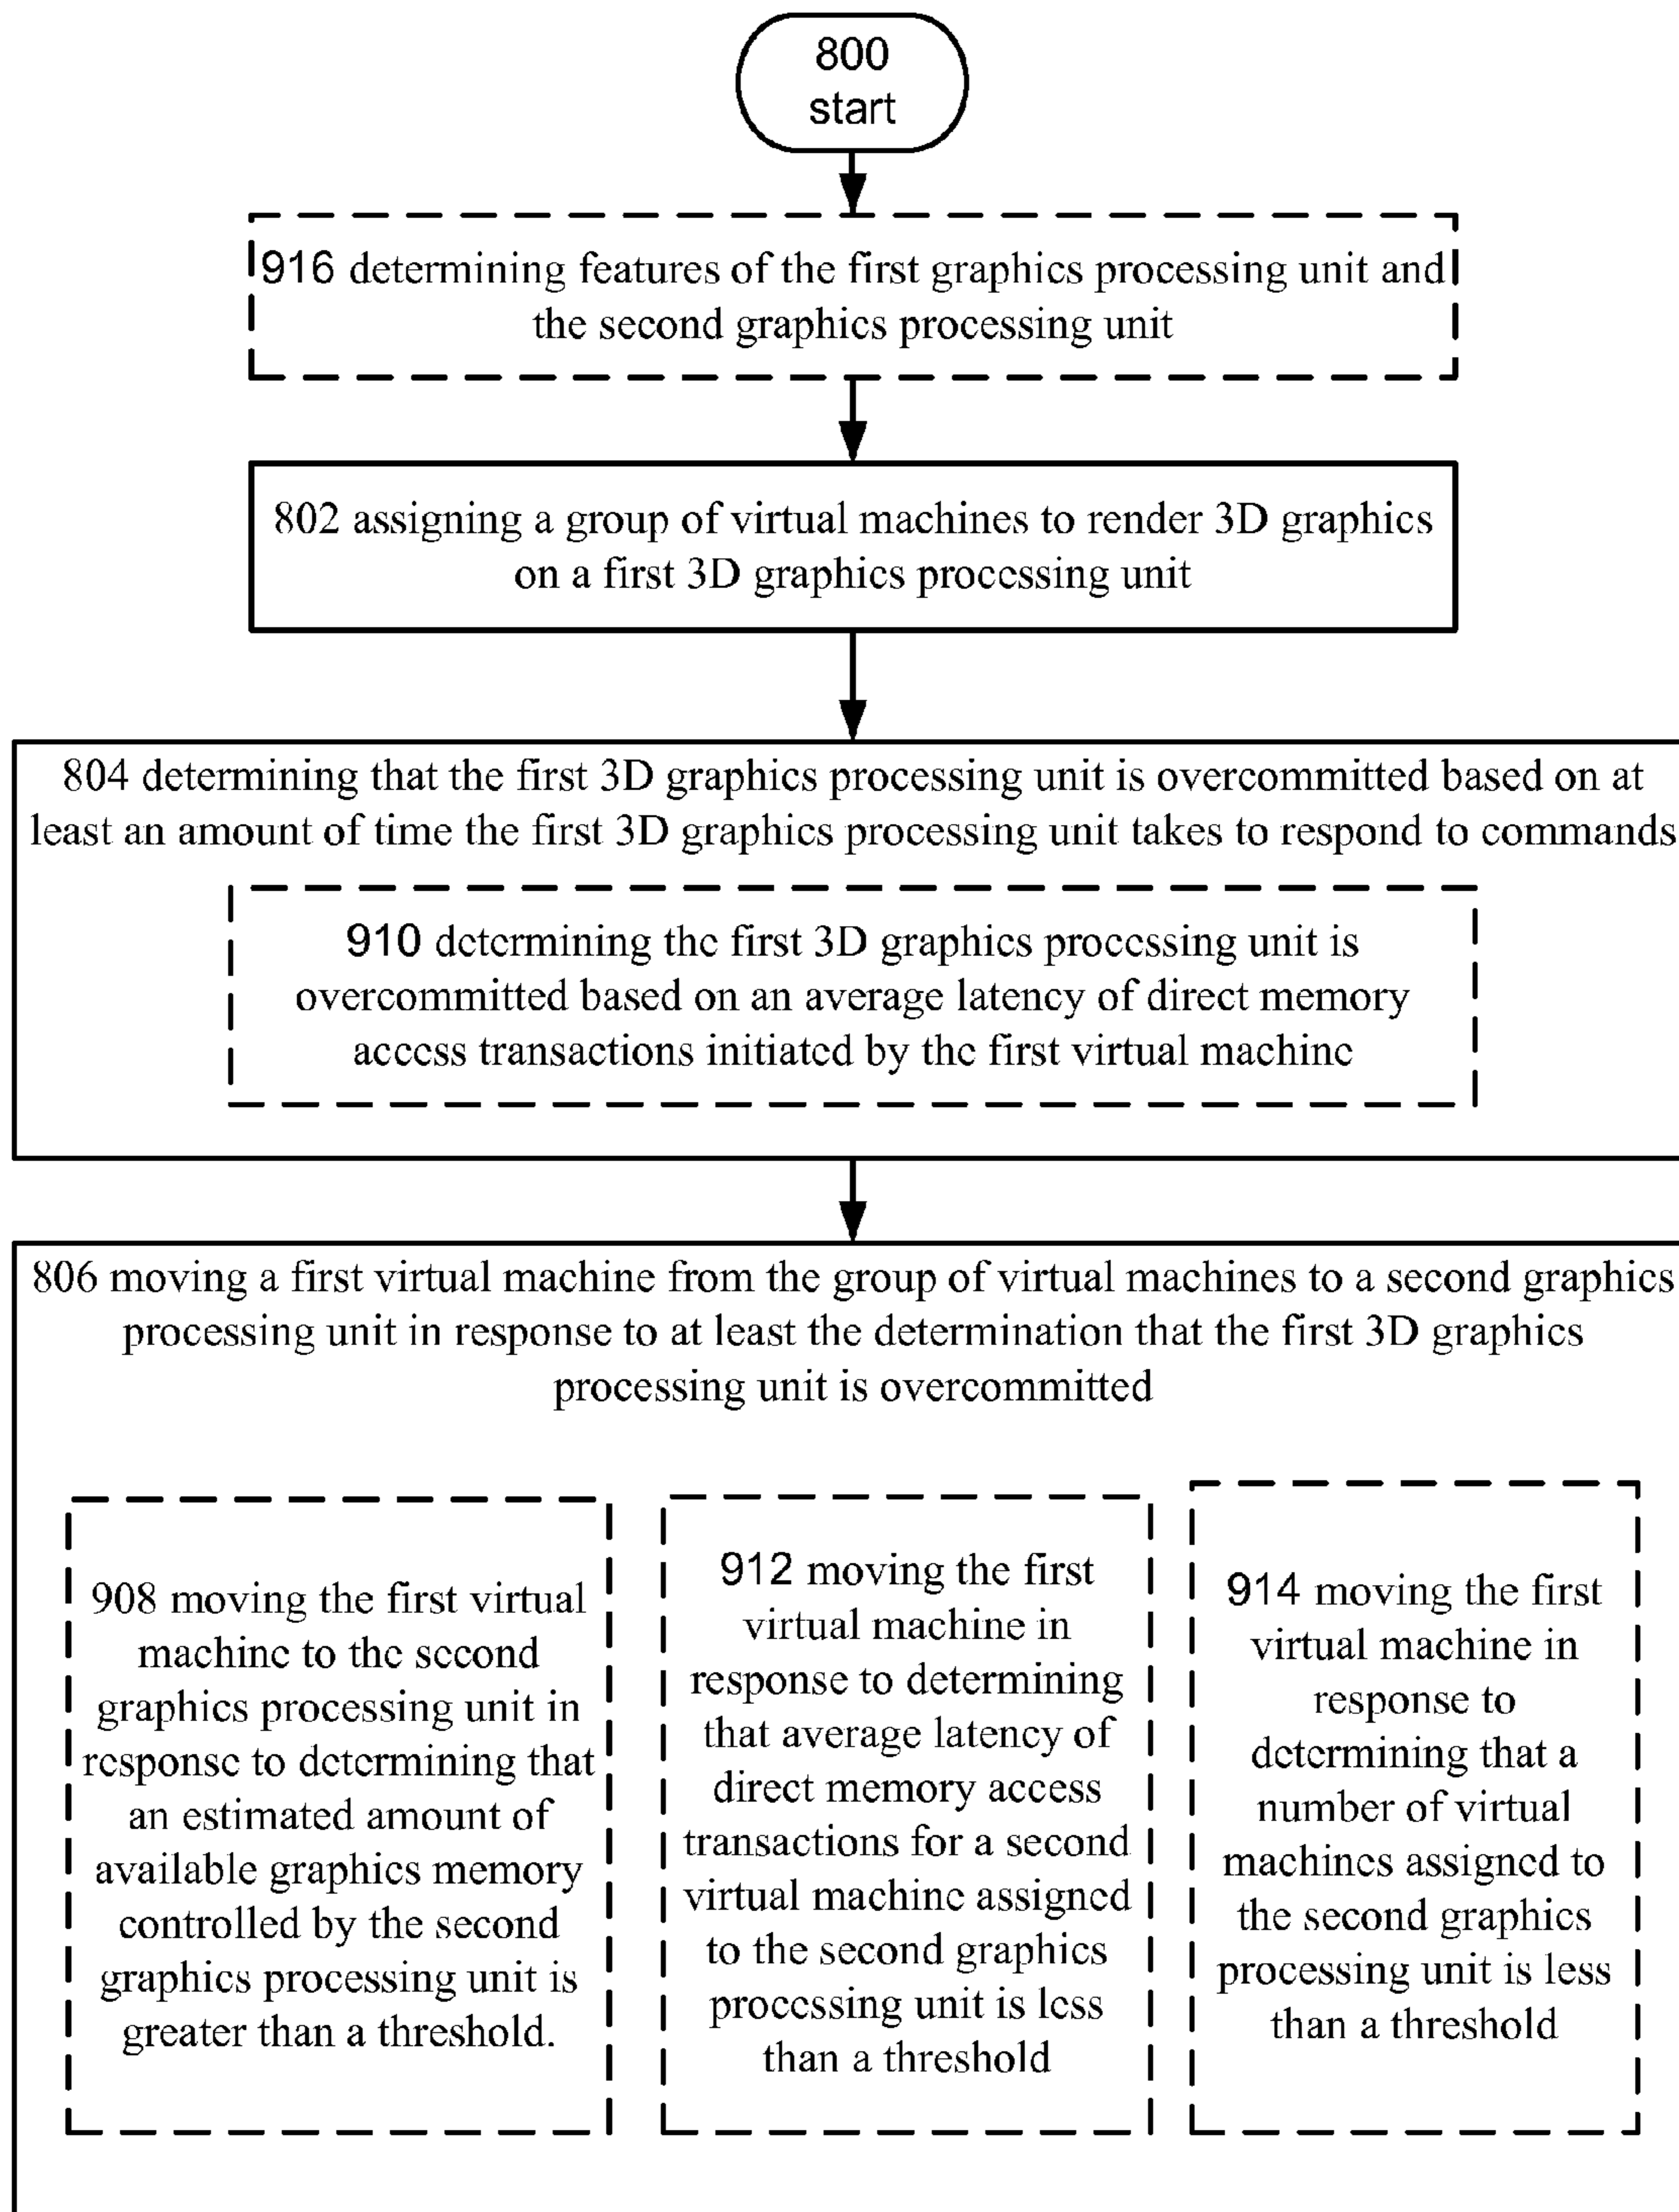 800
start
916 determining features of the first graphics processing unit and
the second graphics processing unit
802 assigning a group of virtual machines to render 3D graphics
on a first 3D graphics processing unit
804 determining that the first 3D graphics processing unit is overcommitted based on at
least an amount of time the first 3D graphics processing unit takes to respond to commands
910 determining the first 3D graphics processing unit is
overcommitted based on an average latency of direct memory
access transactions initiated by the first virtual machine
806 moving a first virtual machine from the group of virtual machines to a second graphics
processing unit in response to at least the determination that the first 3D graphics
processing unit is overcommitted
908 moving the first virtual
machine to the second
graphics processing unit in
response to determining that
an estimated amount of
available graphics memory
controlled by the second
graphics processing unit is
greater than a threshold.
912 moving the first
virtual machine in
response to determining
that average latency of
direct memory access
transactions for a second
virtual machine assigned
to the second graphics
processing unit is less
than a threshold
914 moving the first
virtual machine in
response to
determining that a
number of virtual
machines assigned to
the second graphics
processing unit is less
than a threshold